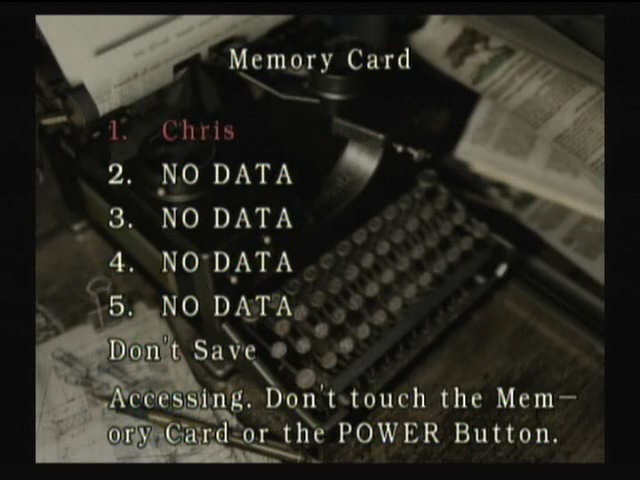 Memory Card
1. Chris
2. NO DATA
3. NO DATA
4. NO DATA
5. NO DATA
Don't Save
Accessing. Don't touch the Mem-
ory Card or the POWER Button.